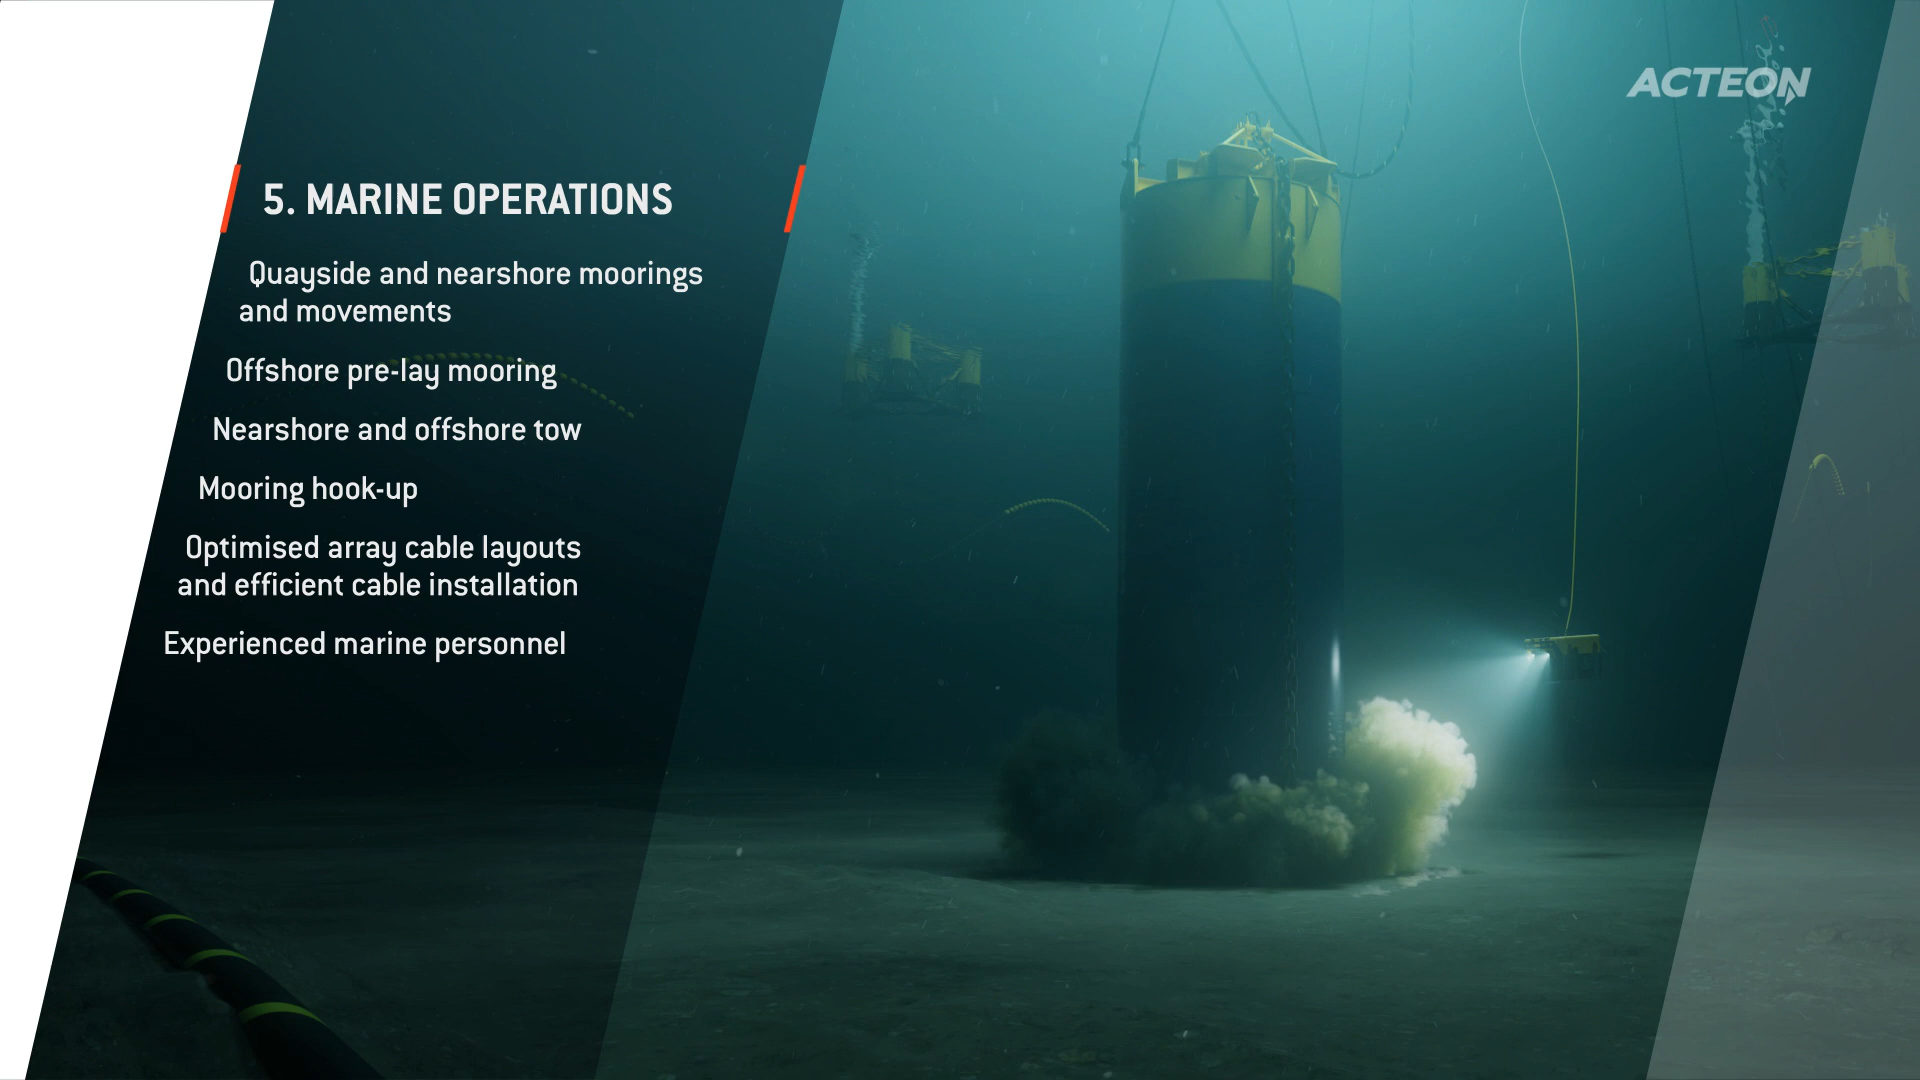 ACTEON
5. MARINE OPERATIONS
Quayside and nearshore moorings
and movements
Offshore pre-lay mooring
Nearshore and offshore tow
Mooring hook-up
Optimised array cable layouts
and efficient cable installation
Experienced marine personnel